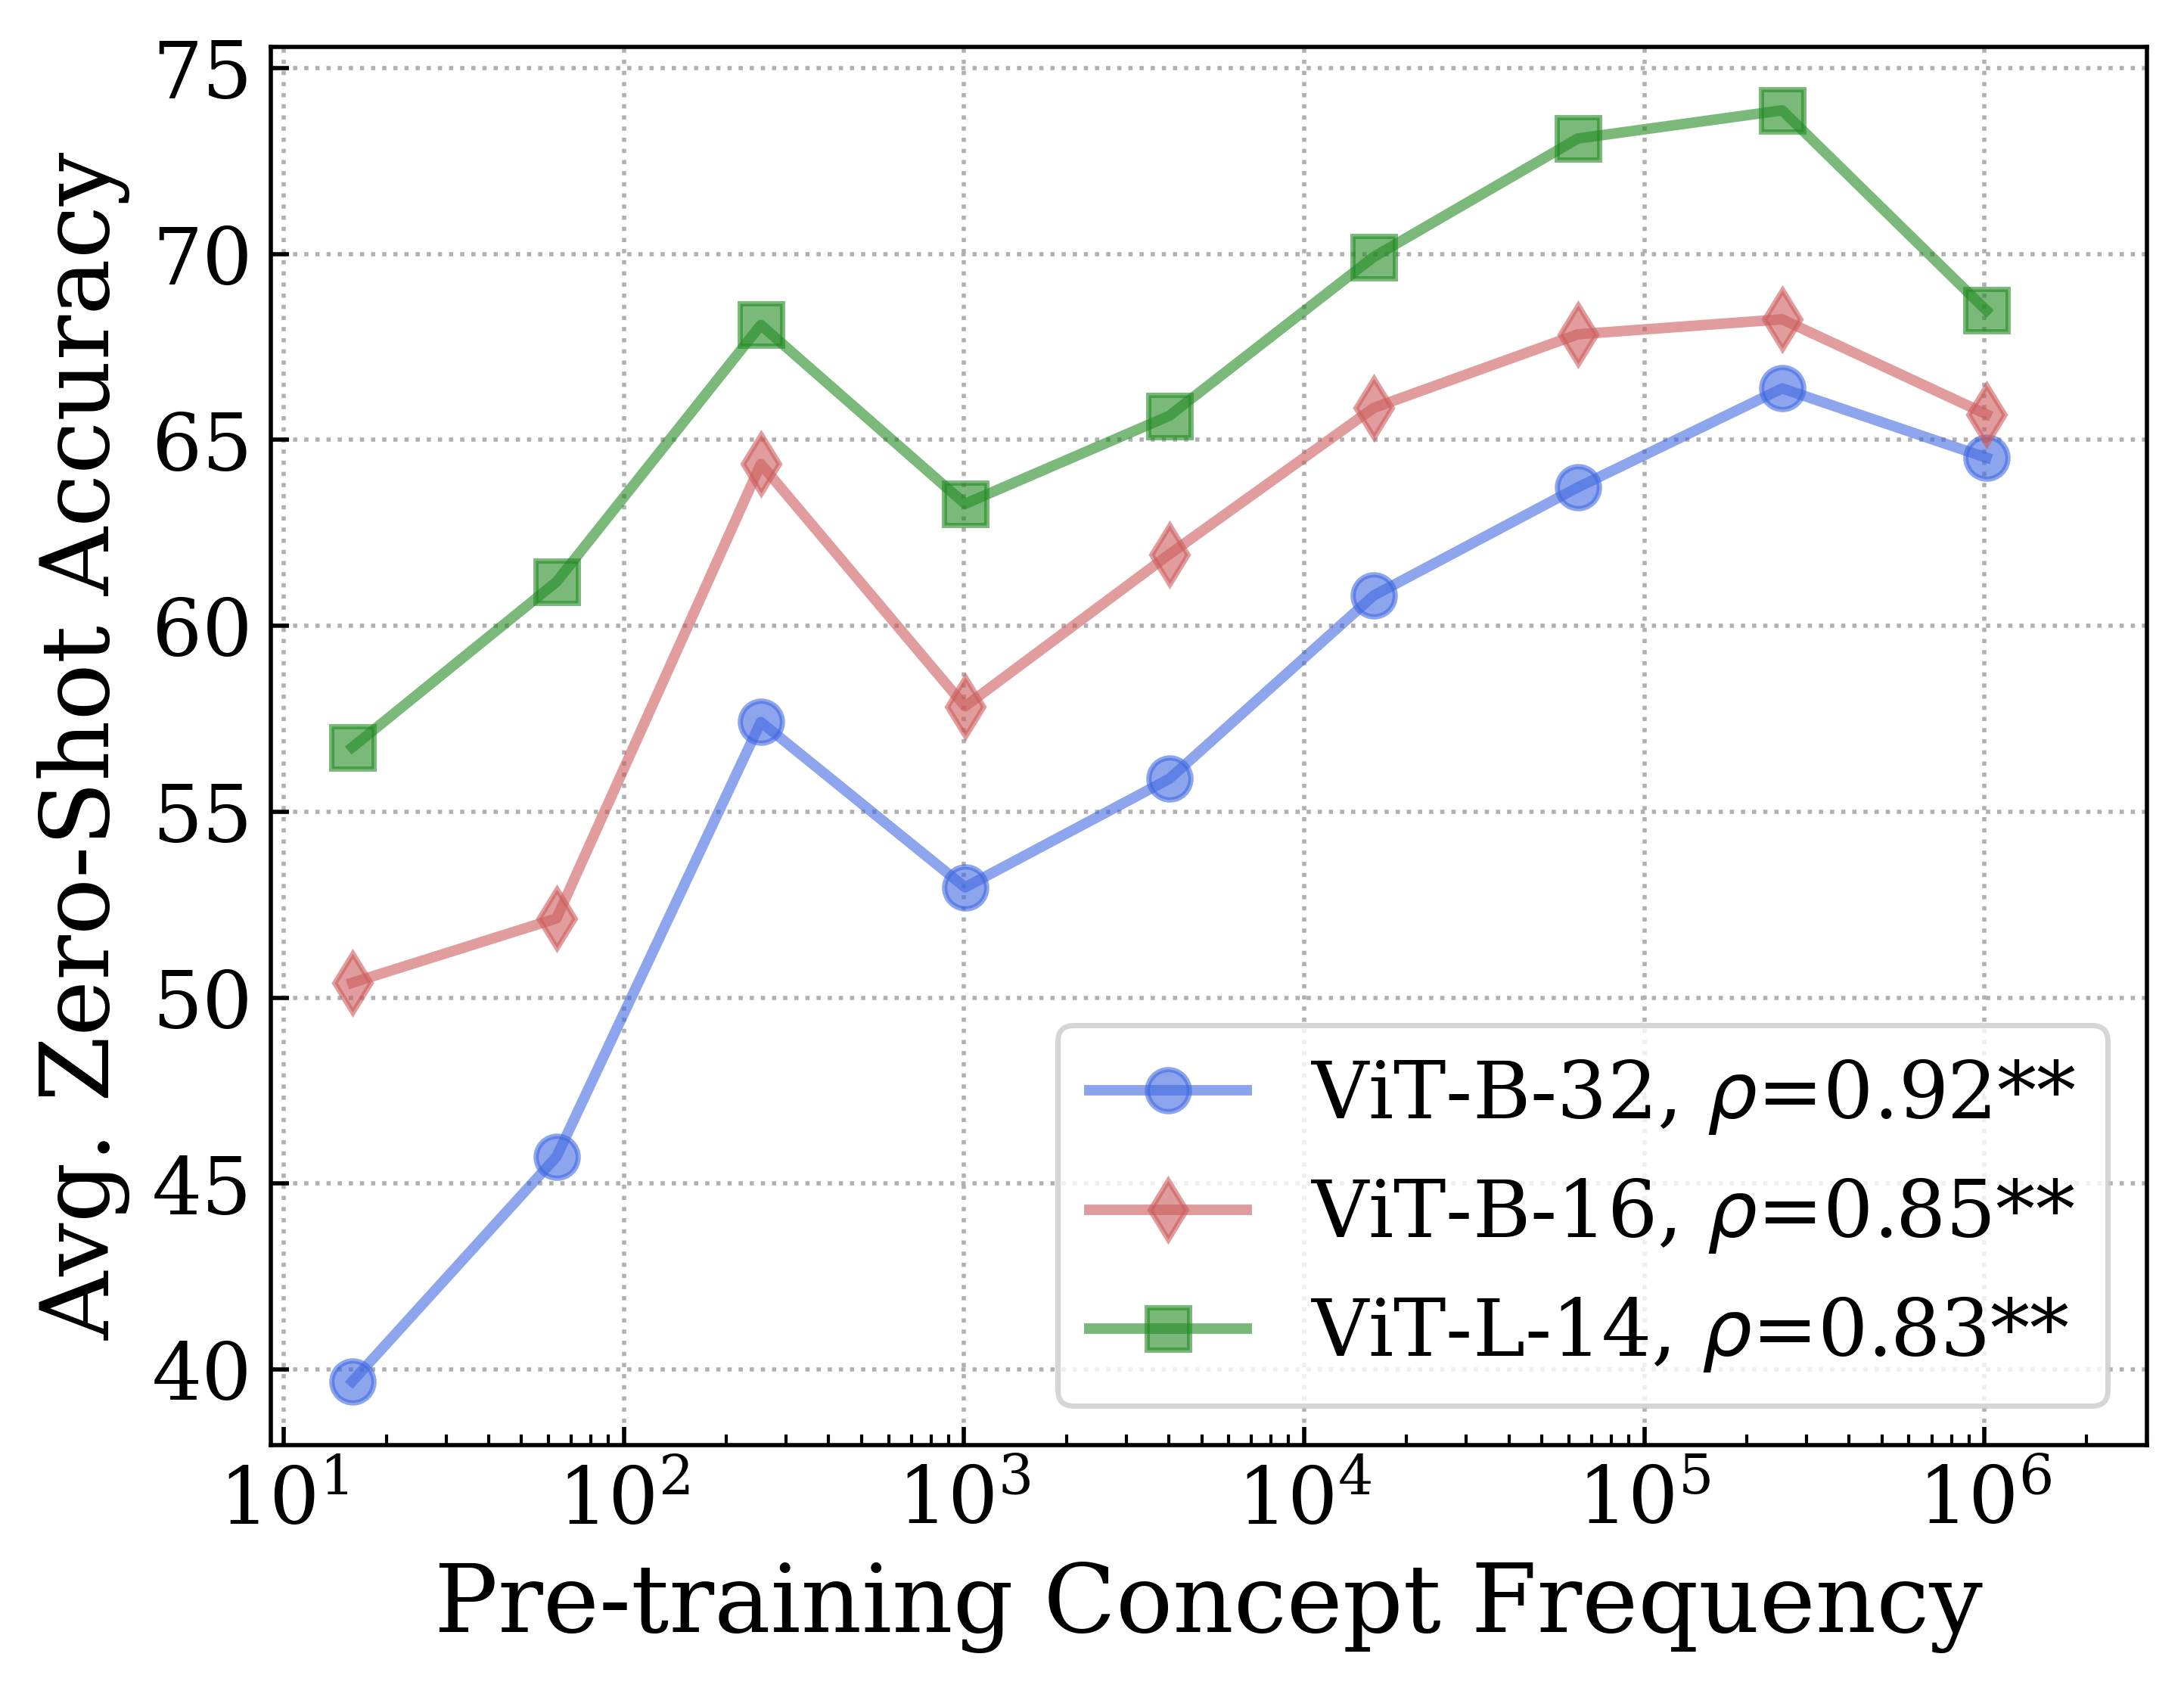 Avg. Zero-Shot Accuracy
75
70
65
60
55
50
45
40
ViT-B-32, ρ=0.92**
ViT-B-16, ρ=0.85**
ViT-L-14, ρ=0.83**
10¹ 10² 10³ 10⁴ 10⁵ 10⁶
Pre-training Concept Frequency